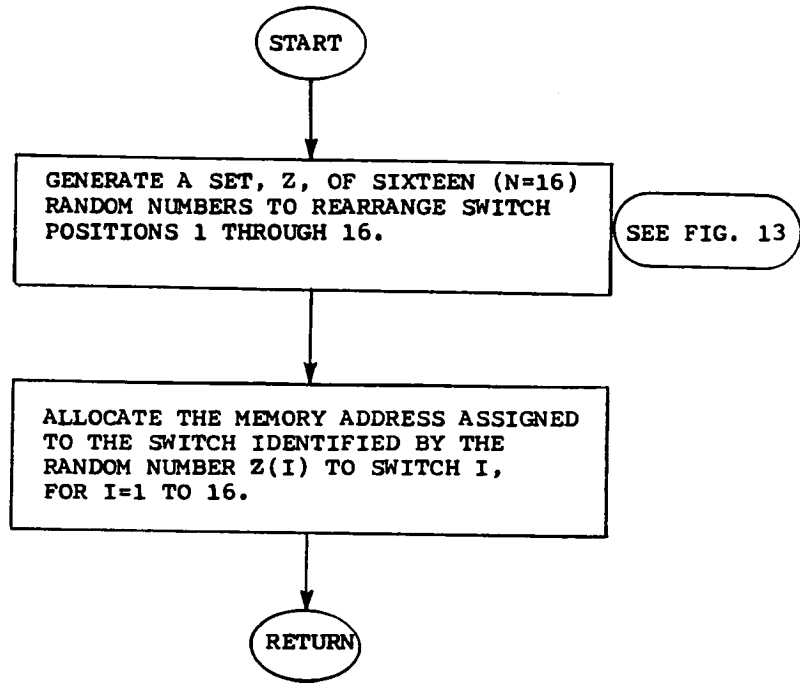 START
GENERATE A SET, Z, OF SIXTEEN (N=16)
RANDOM NUMBERS TO REARRANGE SWITCH
POSITIONS 1 THROUGH 16.
SEE FIG. 13
ALLOCATE THE MEMORY ADDRESS ASSIGNED
TO THE SWITCH IDENTIFIED BY THE
RANDOM NUMBER Z(I) TO SWITCH I,
FOR I=1 TO 16.
RETURN